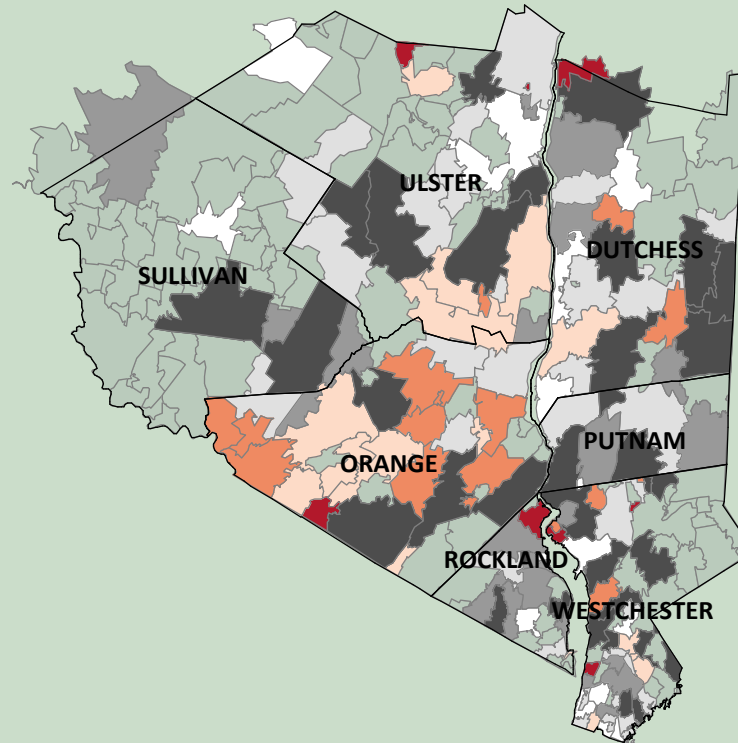 ULSTER
DUTCHESS
SULLIVAN
PUTNAM
ORANGE
ROCKLAND
WESTCHESTER